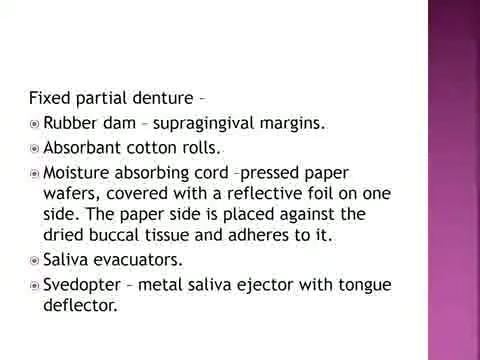 Fixed partial denture –
Rubber dam – supragingival margins.
Absorbant cotton rolls.
Moisture absorbing cord –pressed paper
wafers, covered with a reflective foil on one
side. The paper side is placed against the
dried buccal tissue and adheres to it.
Saliva evacuators.
Svedopter – metal saliva ejector with tongue
deflector.